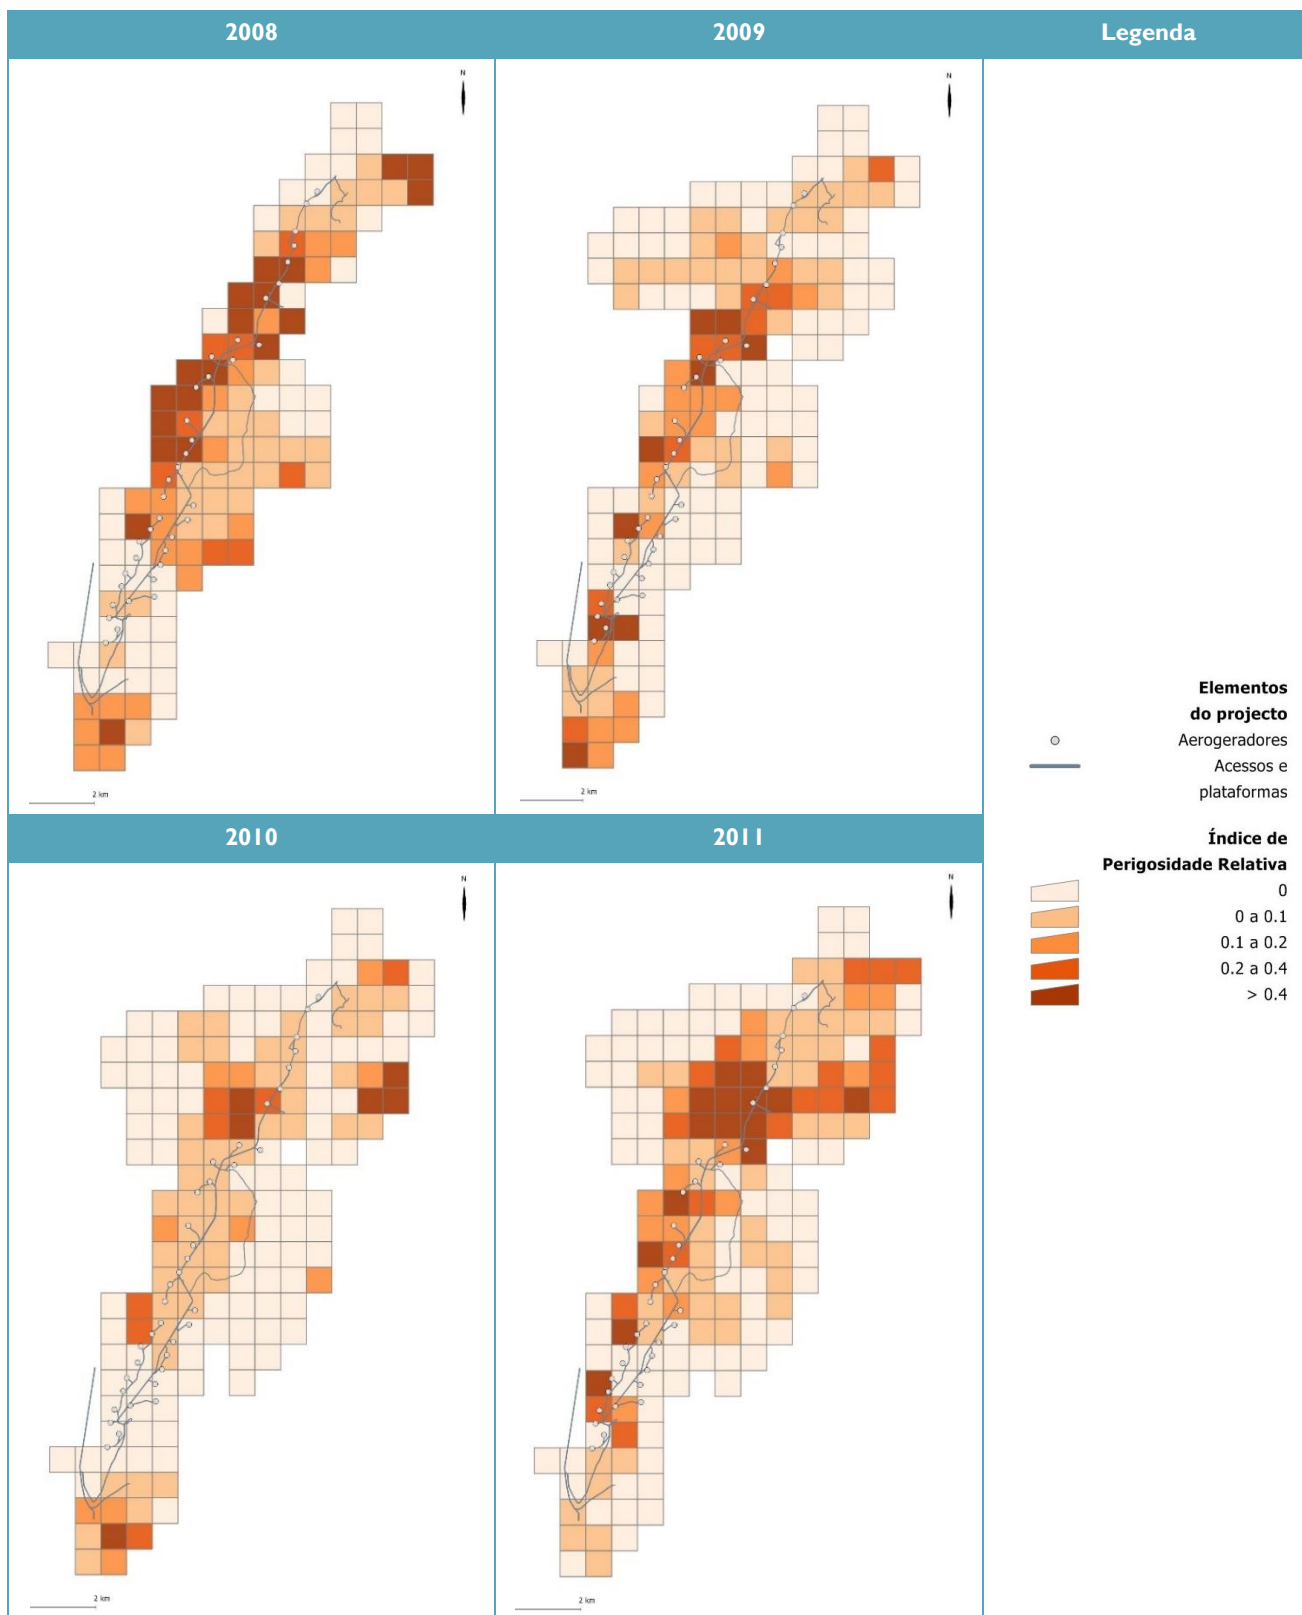 2008
2009
Legenda
N
N
2 km
2 km
Elementos
do projecto
Aerogeradores
Acessos e
plataformas
Índice de
Perigosidade Relativa
0
0 a 0.1
0.1 a 0.2
0.2 a 0.4
> 0.4
2010
2011
N
N
2 km
2 km